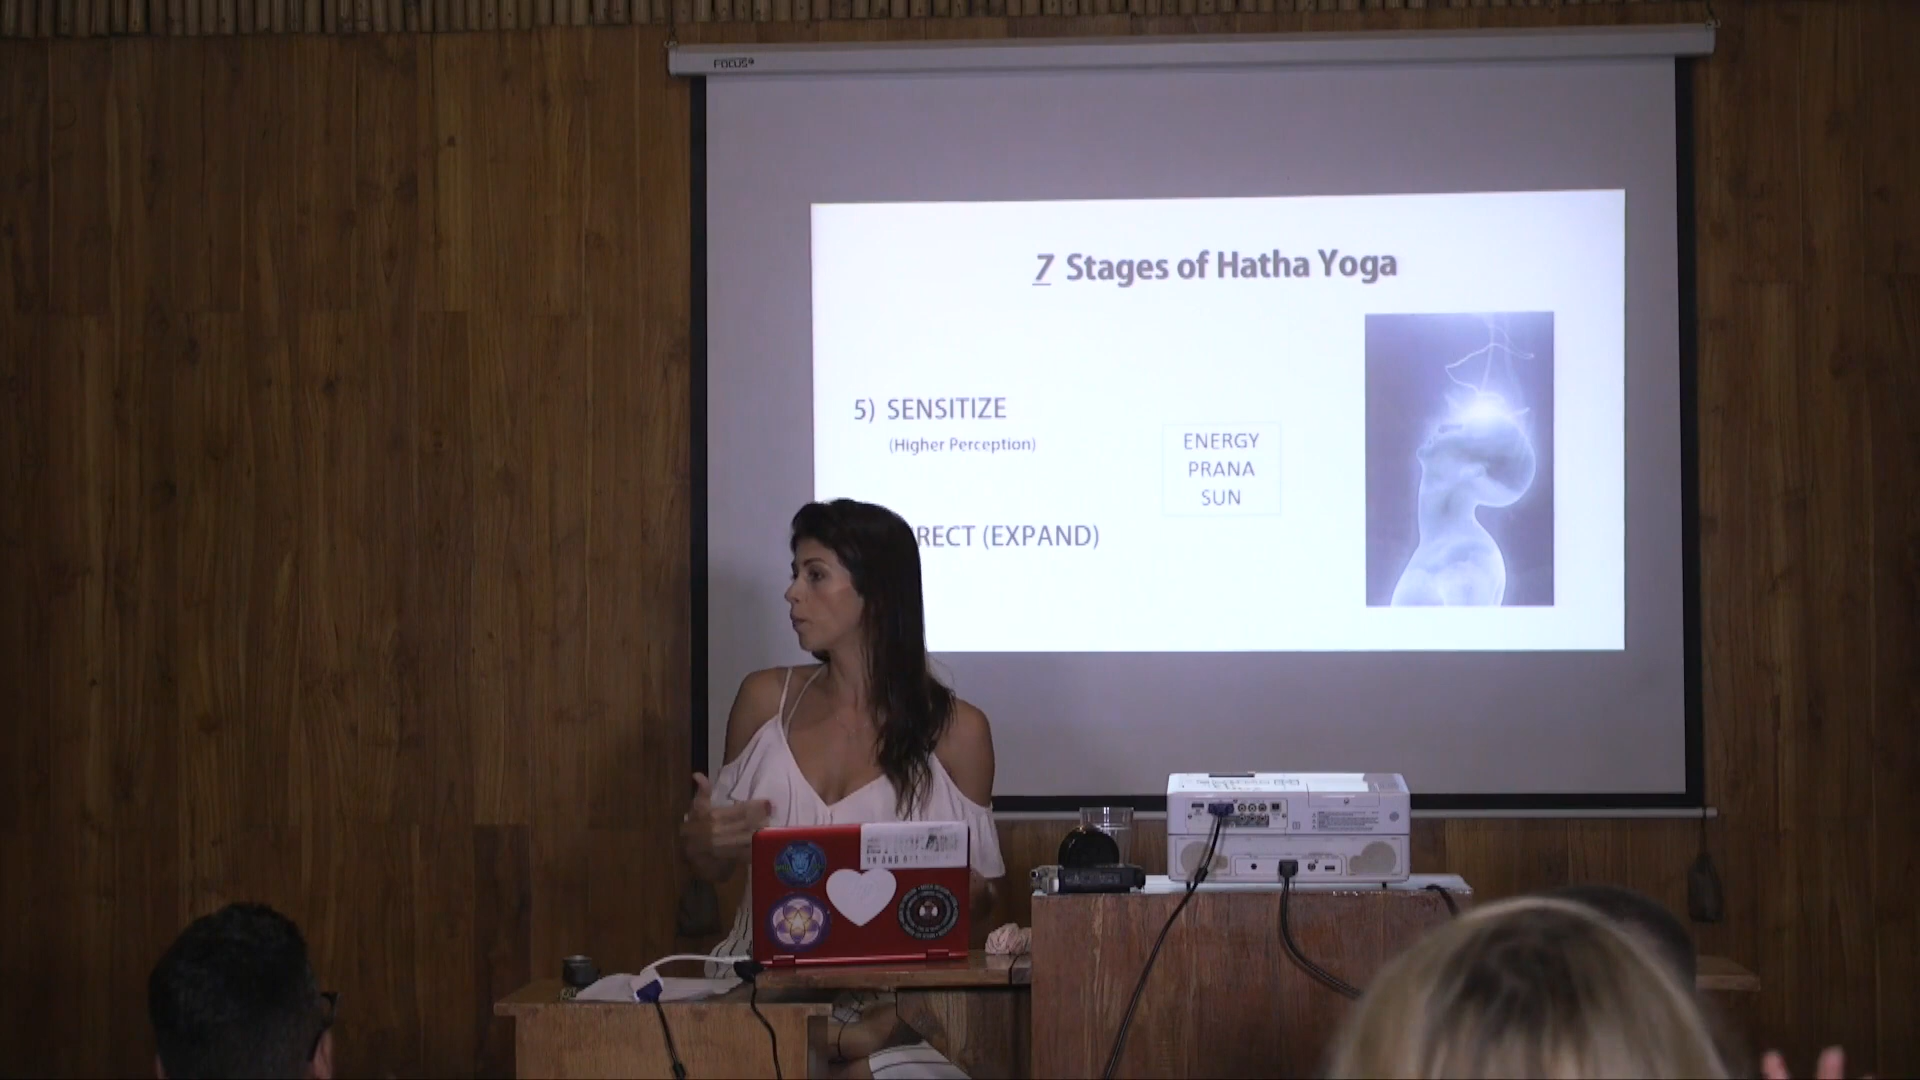 FOCUS
7 Stages of Hatha Yoga
5) SENSITIZE
(Higher Perception)
ENERGY
PRANA
SUN
RECT (EXPAND)